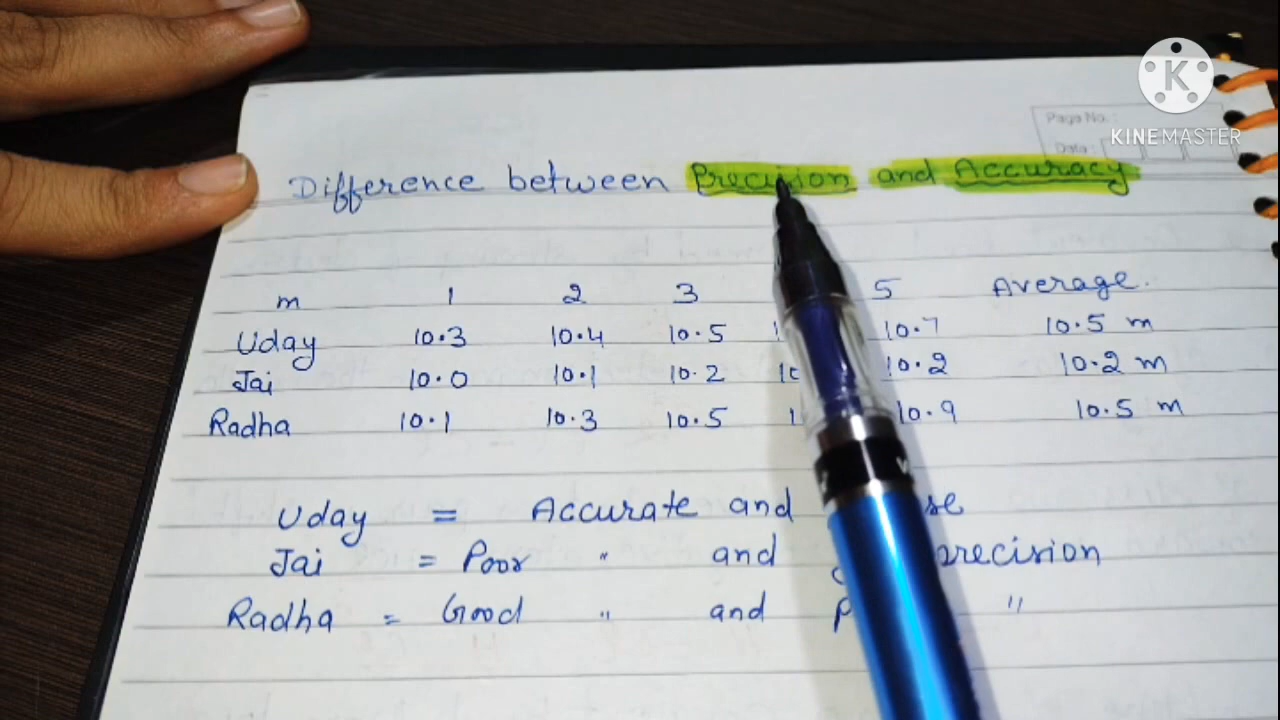 KINEMASTER
Page No.:
Date:
Difference between Precision and Accuracy
m 1 2 3 5 Average.
Uday 10.3 10.4 10.5 10.7 10.5 m
Jai 10.0 10.1 10.2 10.2 10.2 m
Radha 10.1 10.3 10.5 10.9 10.5 m
Uday = Accurate and
Jai = Poor " and precision
Radha = Good " and "